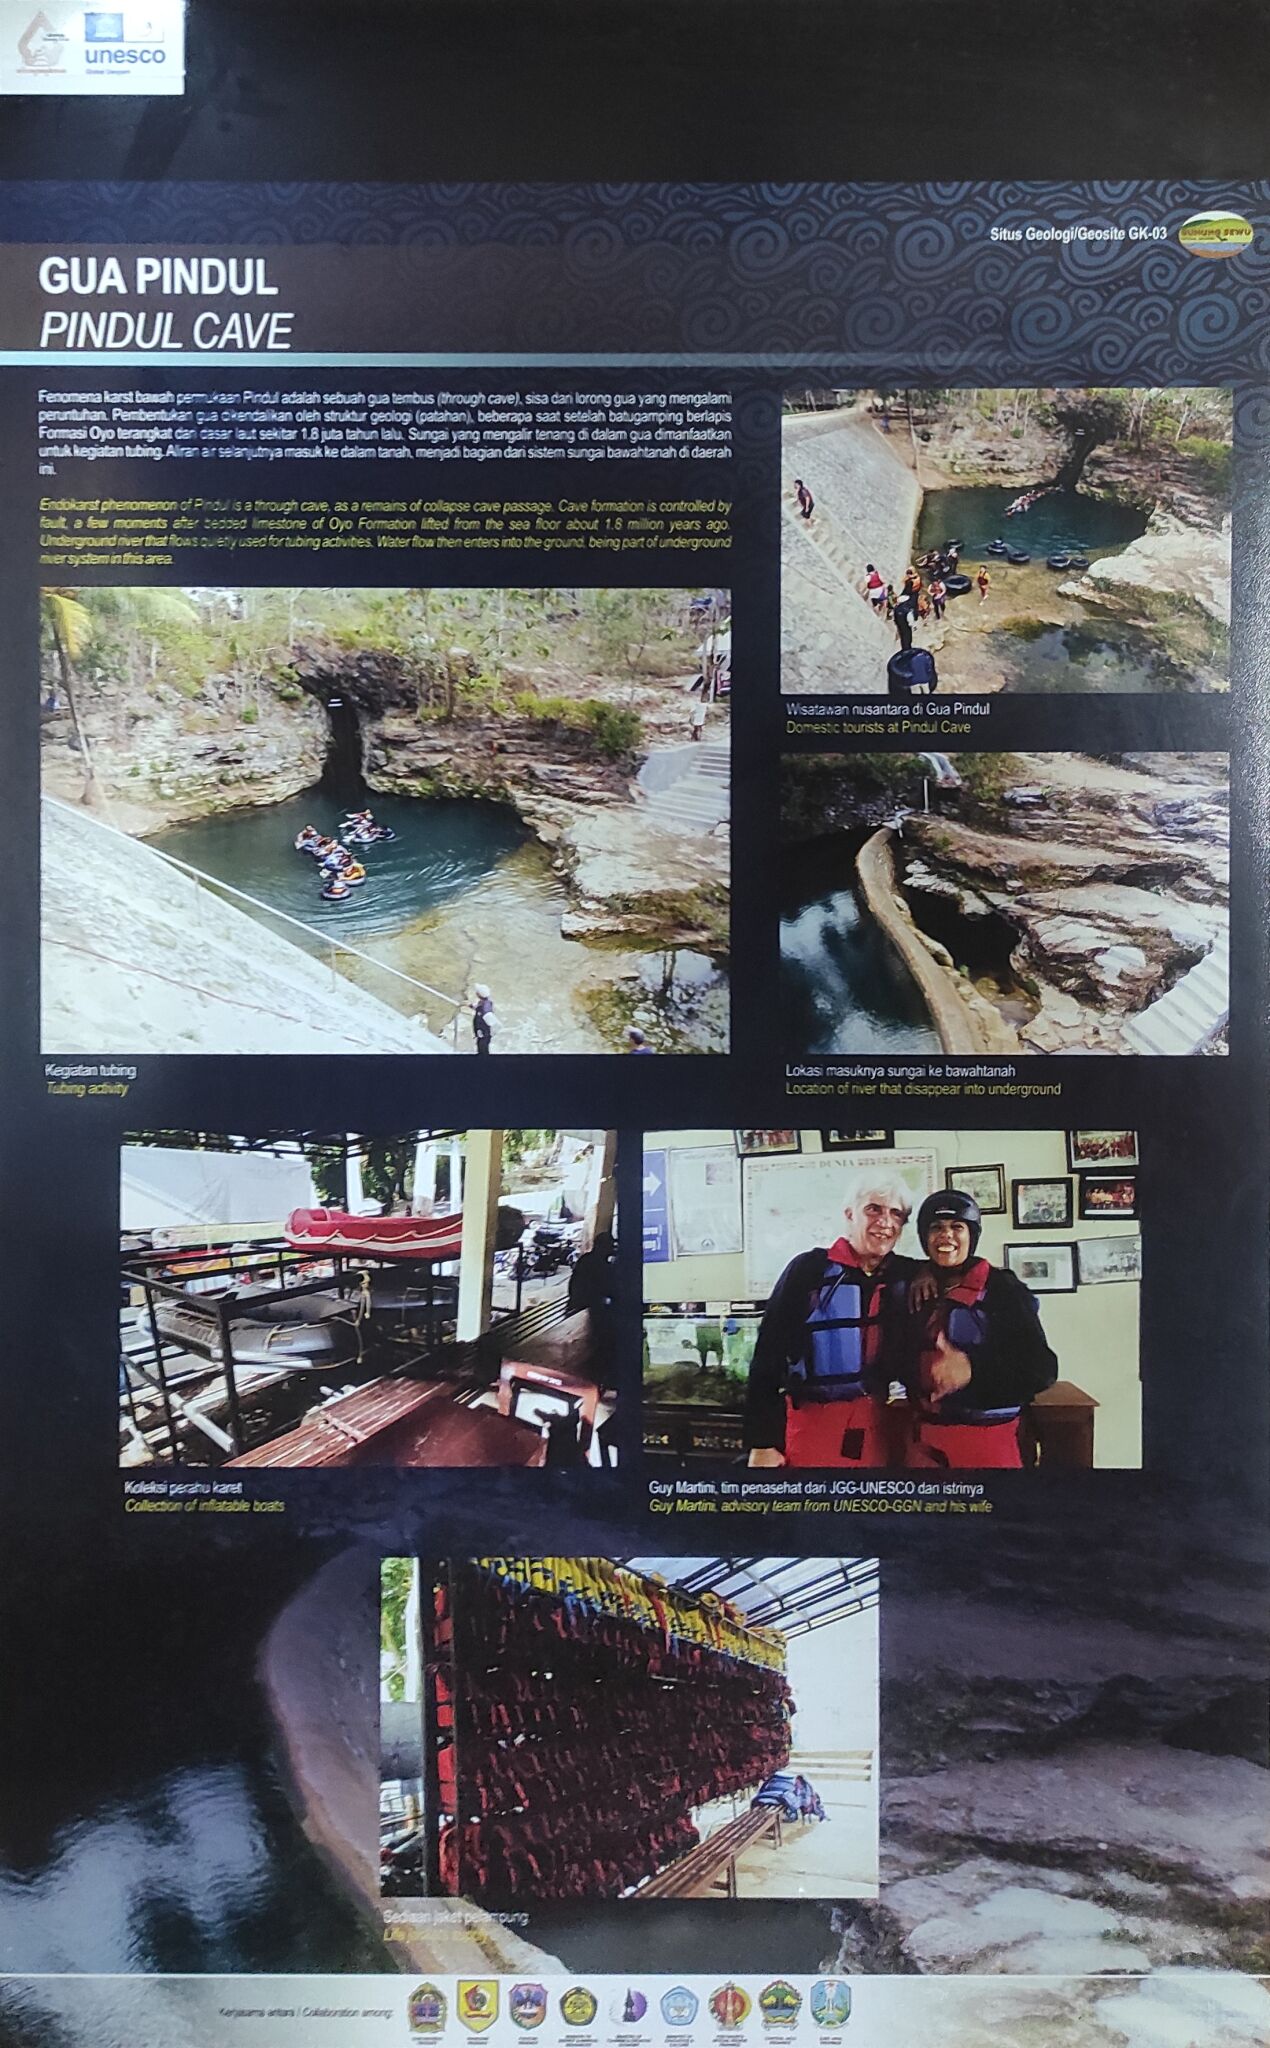 unesco
Global Geopark
Situs Geologi/Geosite GK-03
GUNUNG SEWU
GUA PINDUL
PINDUL CAVE
Fenomena karst bawah permukaan Pindul adalah sebuah gua tembus (through cave), sisa dari lorong gua yang mengalami
peruntuhan. Pembentukan gua dikendalikan oleh struktur geologi (patahan), beberapa saat setelah batugamping berlapis
Formasi Oyo terangkat dari dasar laut sekitar 1,8 juta tahun lalu. Sungai yang mengalir tenang di dalam gua dimanfaatkan
untuk kegiatan tubing. Aliran air selanjutnya masuk ke dalam tanah, menjadi bagian dari sistem sungai bawahtanah di daerah
ini.
Endokarst phenomenon of Pindul is a through cave, as a remains of collapse cave passage. Cave formation is controlled by
fault, a few moments after bedded limestone of Oyo Formation lifted from the sea floor about 1.8 million years ago.
Underground river that flows quietly used for tubing activities. Water flow then enters into the ground, being part of underground
river system in this area.
Wisatawan nusantara di Gua Pindul
Domestic tourists at Pindul Cave
Kegiatan tubing
Tubing activity
Lokasi masuknya sungai ke bawahtanah
Location of river that disappear into underground
DUNIA
Koleksi perahu karet
Collection of inflatable boats
Guy Martini, tim penasehat dari JGG-UNESCO dan istrinya
Guy Martini, advisory team from UNESCO-GGN and his wife
Sediaan jaket pelampung
Life jackets supply
Kerjasama antara / Collaboration among: